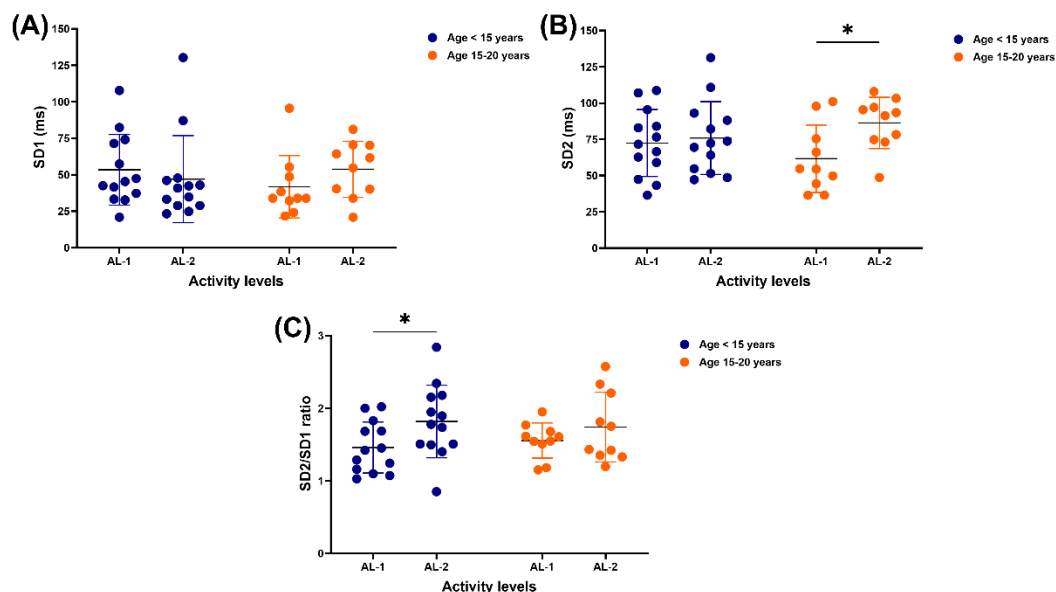 (A)
150
125
100
75
50
25
0
SD1 (ms)
AL-1 AL-2 AL-1 AL-2
Activity levels
Age < 15 years
Age 15-20 years
(B)
150
125
100
75
50
25
0
SD2 (ms)
*
AL-1 AL-2 AL-1 AL-2
Activity levels
Age < 15 years
Age 15-20 years
(C)
3
2
1
0
SD2/SD1 ratio
*
AL-1 AL-2 AL-1 AL-2
Activity levels
Age < 15 years
Age 15-20 years